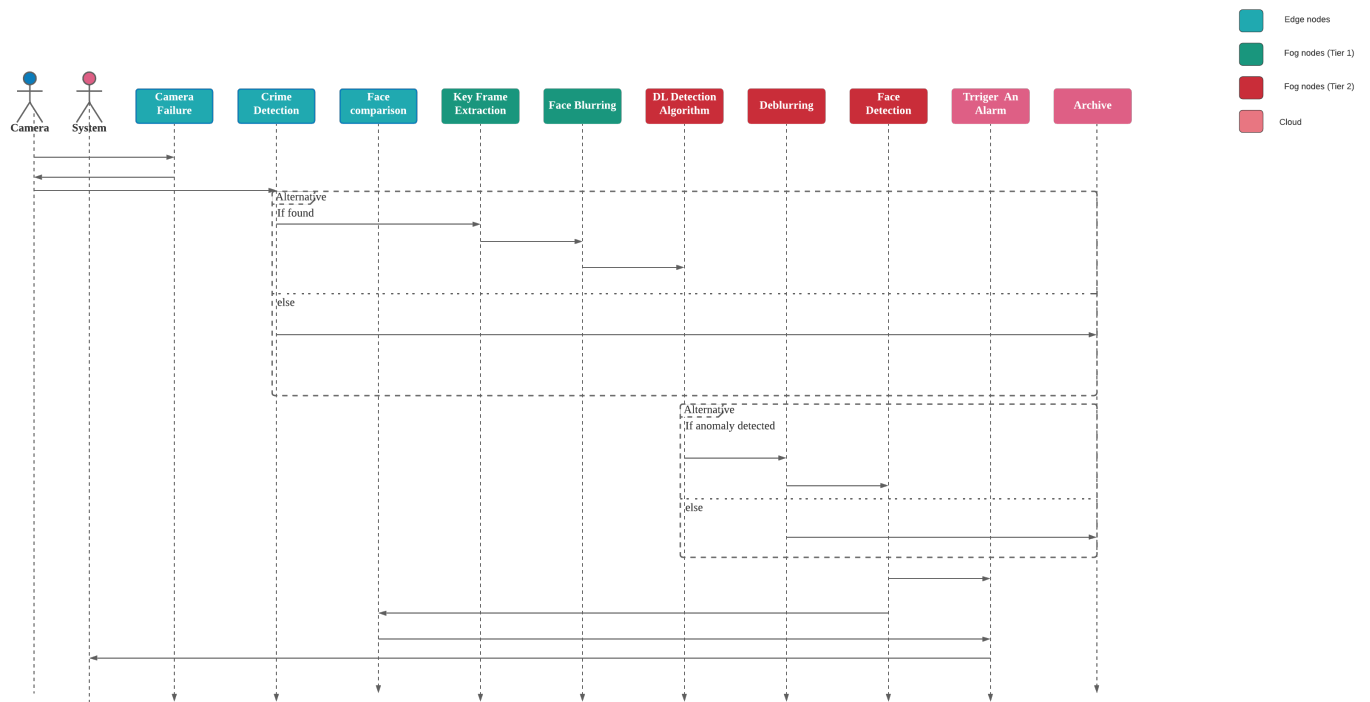 Edge nodes
Fog nodes (Tier 1)
Fog nodes (Tier 2)
Cloud
Camera
System
Camera
Failure
Crime
Detection
Face
comparison
Key Frame
Extraction
Face Blurring
DL Detection
Algorithm
Deblurring
Face
Detection
Trriger An
Alarm
Archive
Alternative
If found
else
Alternative
If anomaly detected
else